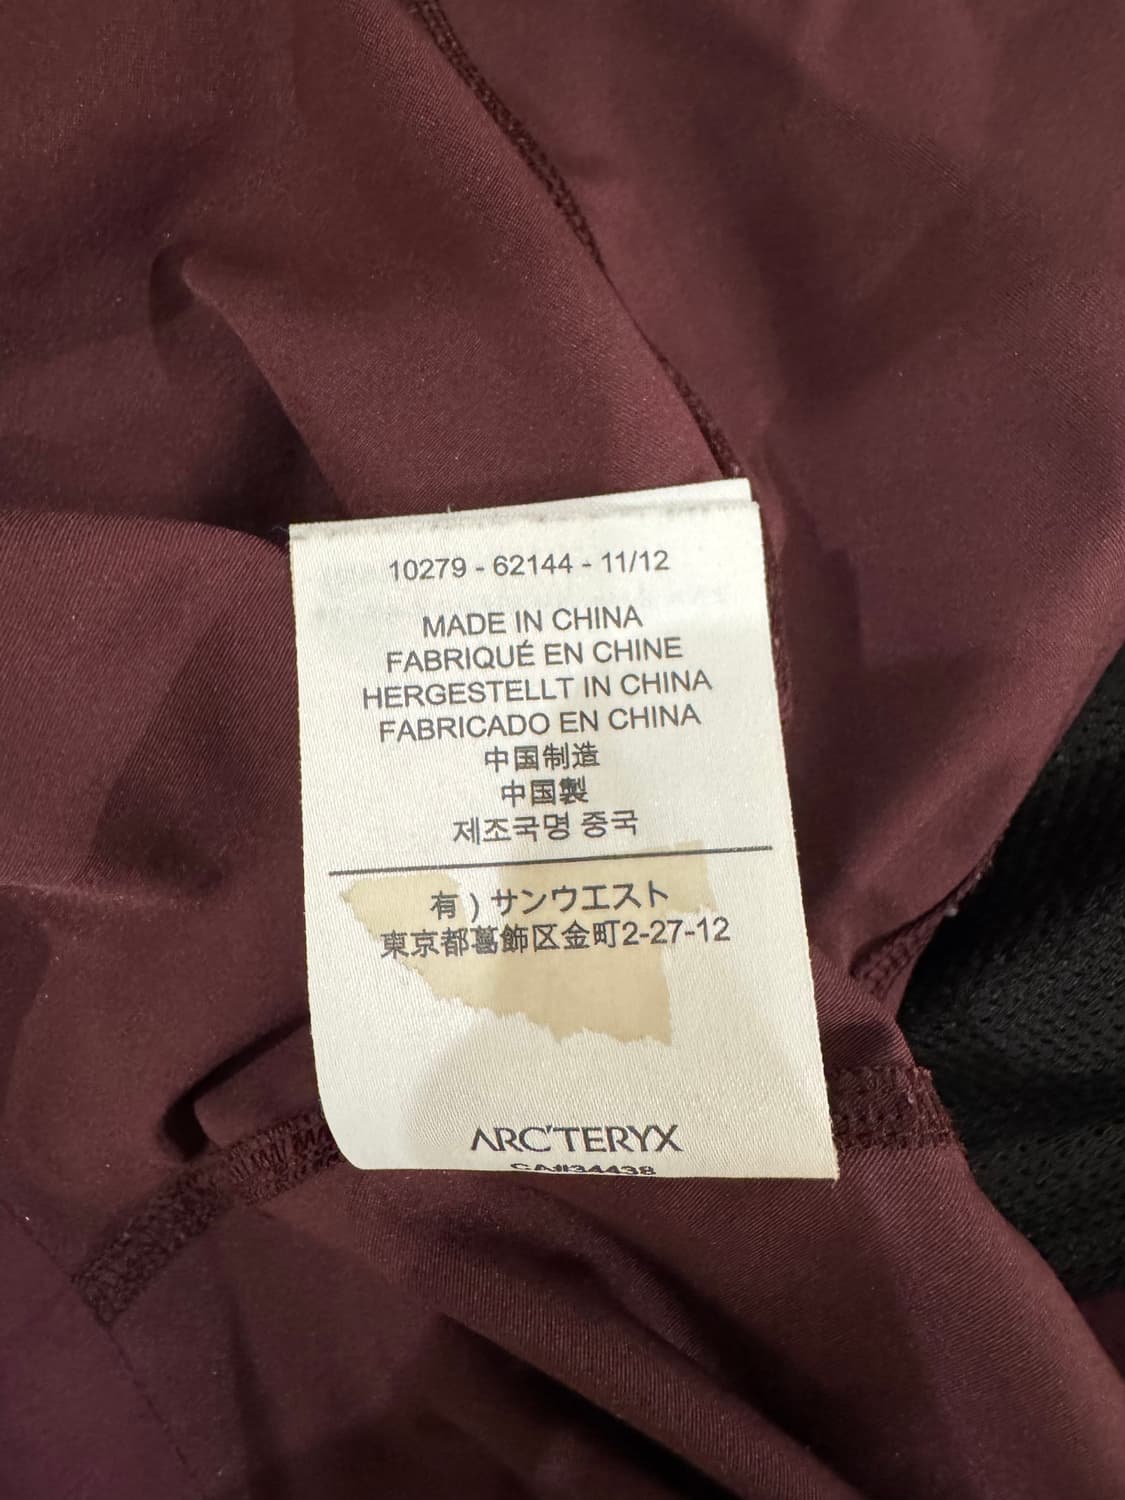 10279 - 62144 - 11/12
MADE IN CHINA
FABRIQUÉ EN CHINE
HERGESTELLT IN CHINA
FABRICADO EN CHINA
中国制造
中国製
제조국명 중국
有）サンウエスト
東京都葛飾区金町2-27-12
ARC'TERYX
CA#34438